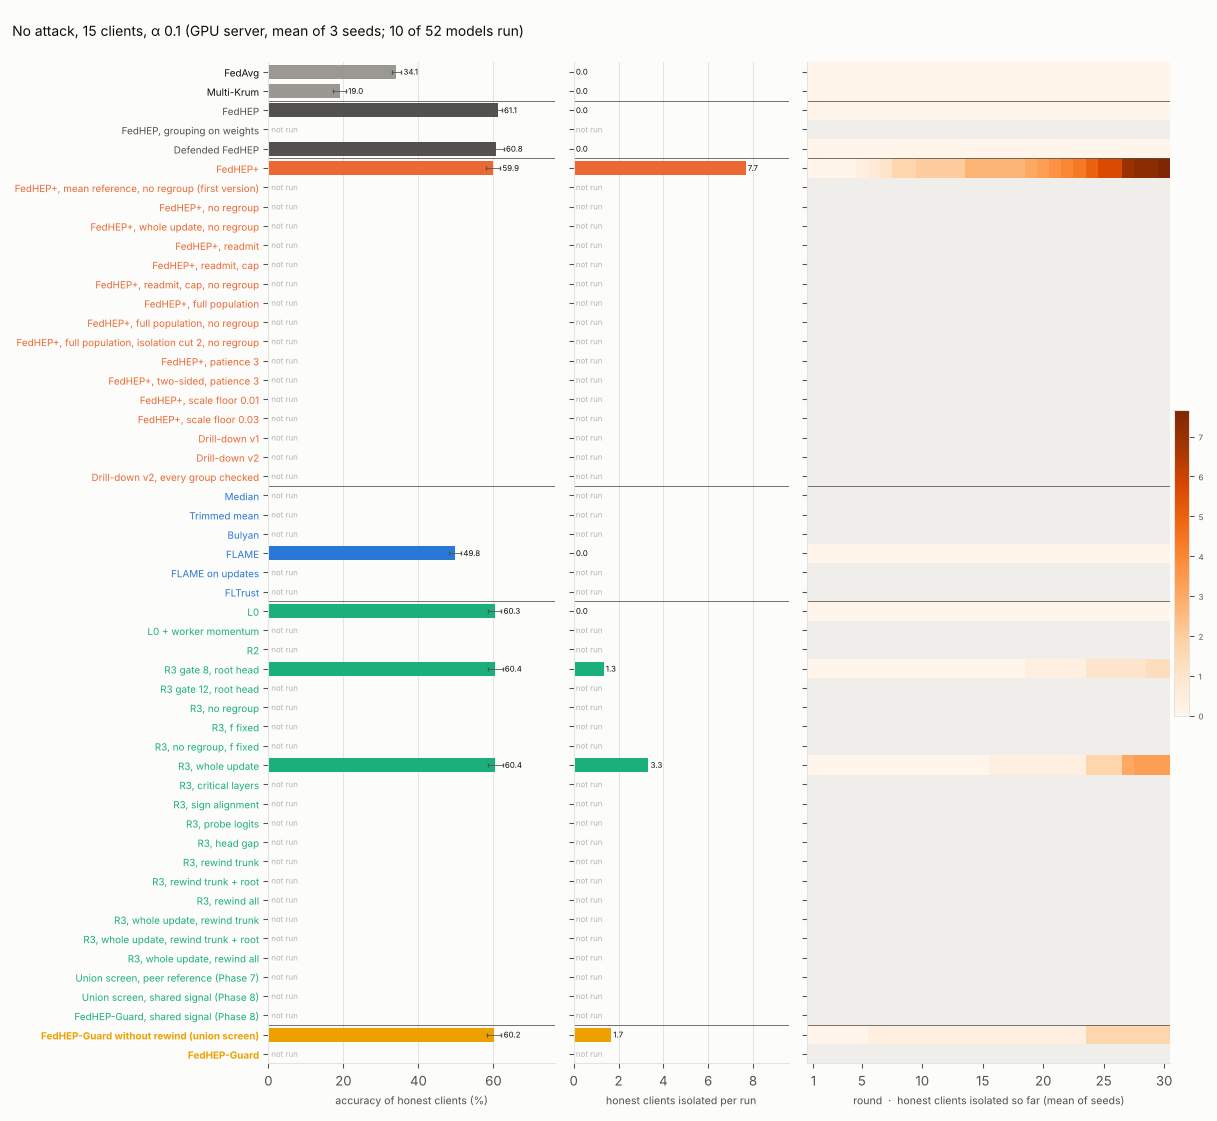 No attack, 15 clients, α 0.1 (GPU server, mean of 3 seeds; 10 of 52 models run)
FedAvg 34.1 0.0
Multi-Krum 19.0 0.0
FedHEP 61.1 0.0
FedHEP, grouping on weights not run not run
Defended FedHEP 60.8 0.0
FedHEP+ 59.9 7.7
FedHEP+, mean reference, no regroup (first version) not run not run
FedHEP+, no regroup not run not run
FedHEP+, whole update, no regroup not run not run
FedHEP+, readmit not run not run
FedHEP+, readmit, cap not run not run
FedHEP+, readmit, cap, no regroup not run not run
FedHEP+, full population not run not run
FedHEP+, full population, no regroup not run not run
FedHEP+, full population, isolation cut 2, no regroup not run not run
FedHEP+, patience 3 not run not run
FedHEP+, two-sided, patience 3 not run not run
FedHEP+, scale floor 0.01 not run not run
FedHEP+, scale floor 0.03 not run not run
Drill-down v1 not run not run
Drill-down v2 not run not run
Drill-down v2, every group checked not run not run
Median not run not run
Trimmed mean not run not run
Bulyan not run not run
FLAME 49.8 0.0
FLAME on updates not run not run
FLTrust not run not run
L0 60.3 0.0
L0 + worker momentum not run not run
R2 not run not run
R3 gate 8, root head 60.4 1.3
R3 gate 12, root head not run not run
R3, no regroup not run not run
R3, f fixed not run not run
R3, no regroup, f fixed not run not run
R3, whole update 60.4 3.3
R3, critical layers not run not run
R3, sign alignment not run not run
R3, probe logits not run not run
R3, head gap not run not run
R3, rewind trunk not run not run
R3, rewind trunk + root not run not run
R3, rewind all not run not run
R3, whole update, rewind trunk not run not run
R3, whole update, rewind trunk + root not run not run
R3, whole update, rewind all not run not run
Union screen, peer reference (Phase 7) not run not run
Union screen, shared signal (Phase 8) not run not run
FedHEP-Guard, shared signal (Phase 8) not run not run
FedHEP-Guard without rewind (union screen) 60.2 1.7
FedHEP-Guard not run not run
0 20 40 60
accuracy of honest clients (%)
0 2 4 6 8
honest clients isolated per run
1 5 10 15 20 25 30
round · honest clients isolated so far (mean of seeds)
7
6
5
4
3
2
1
0